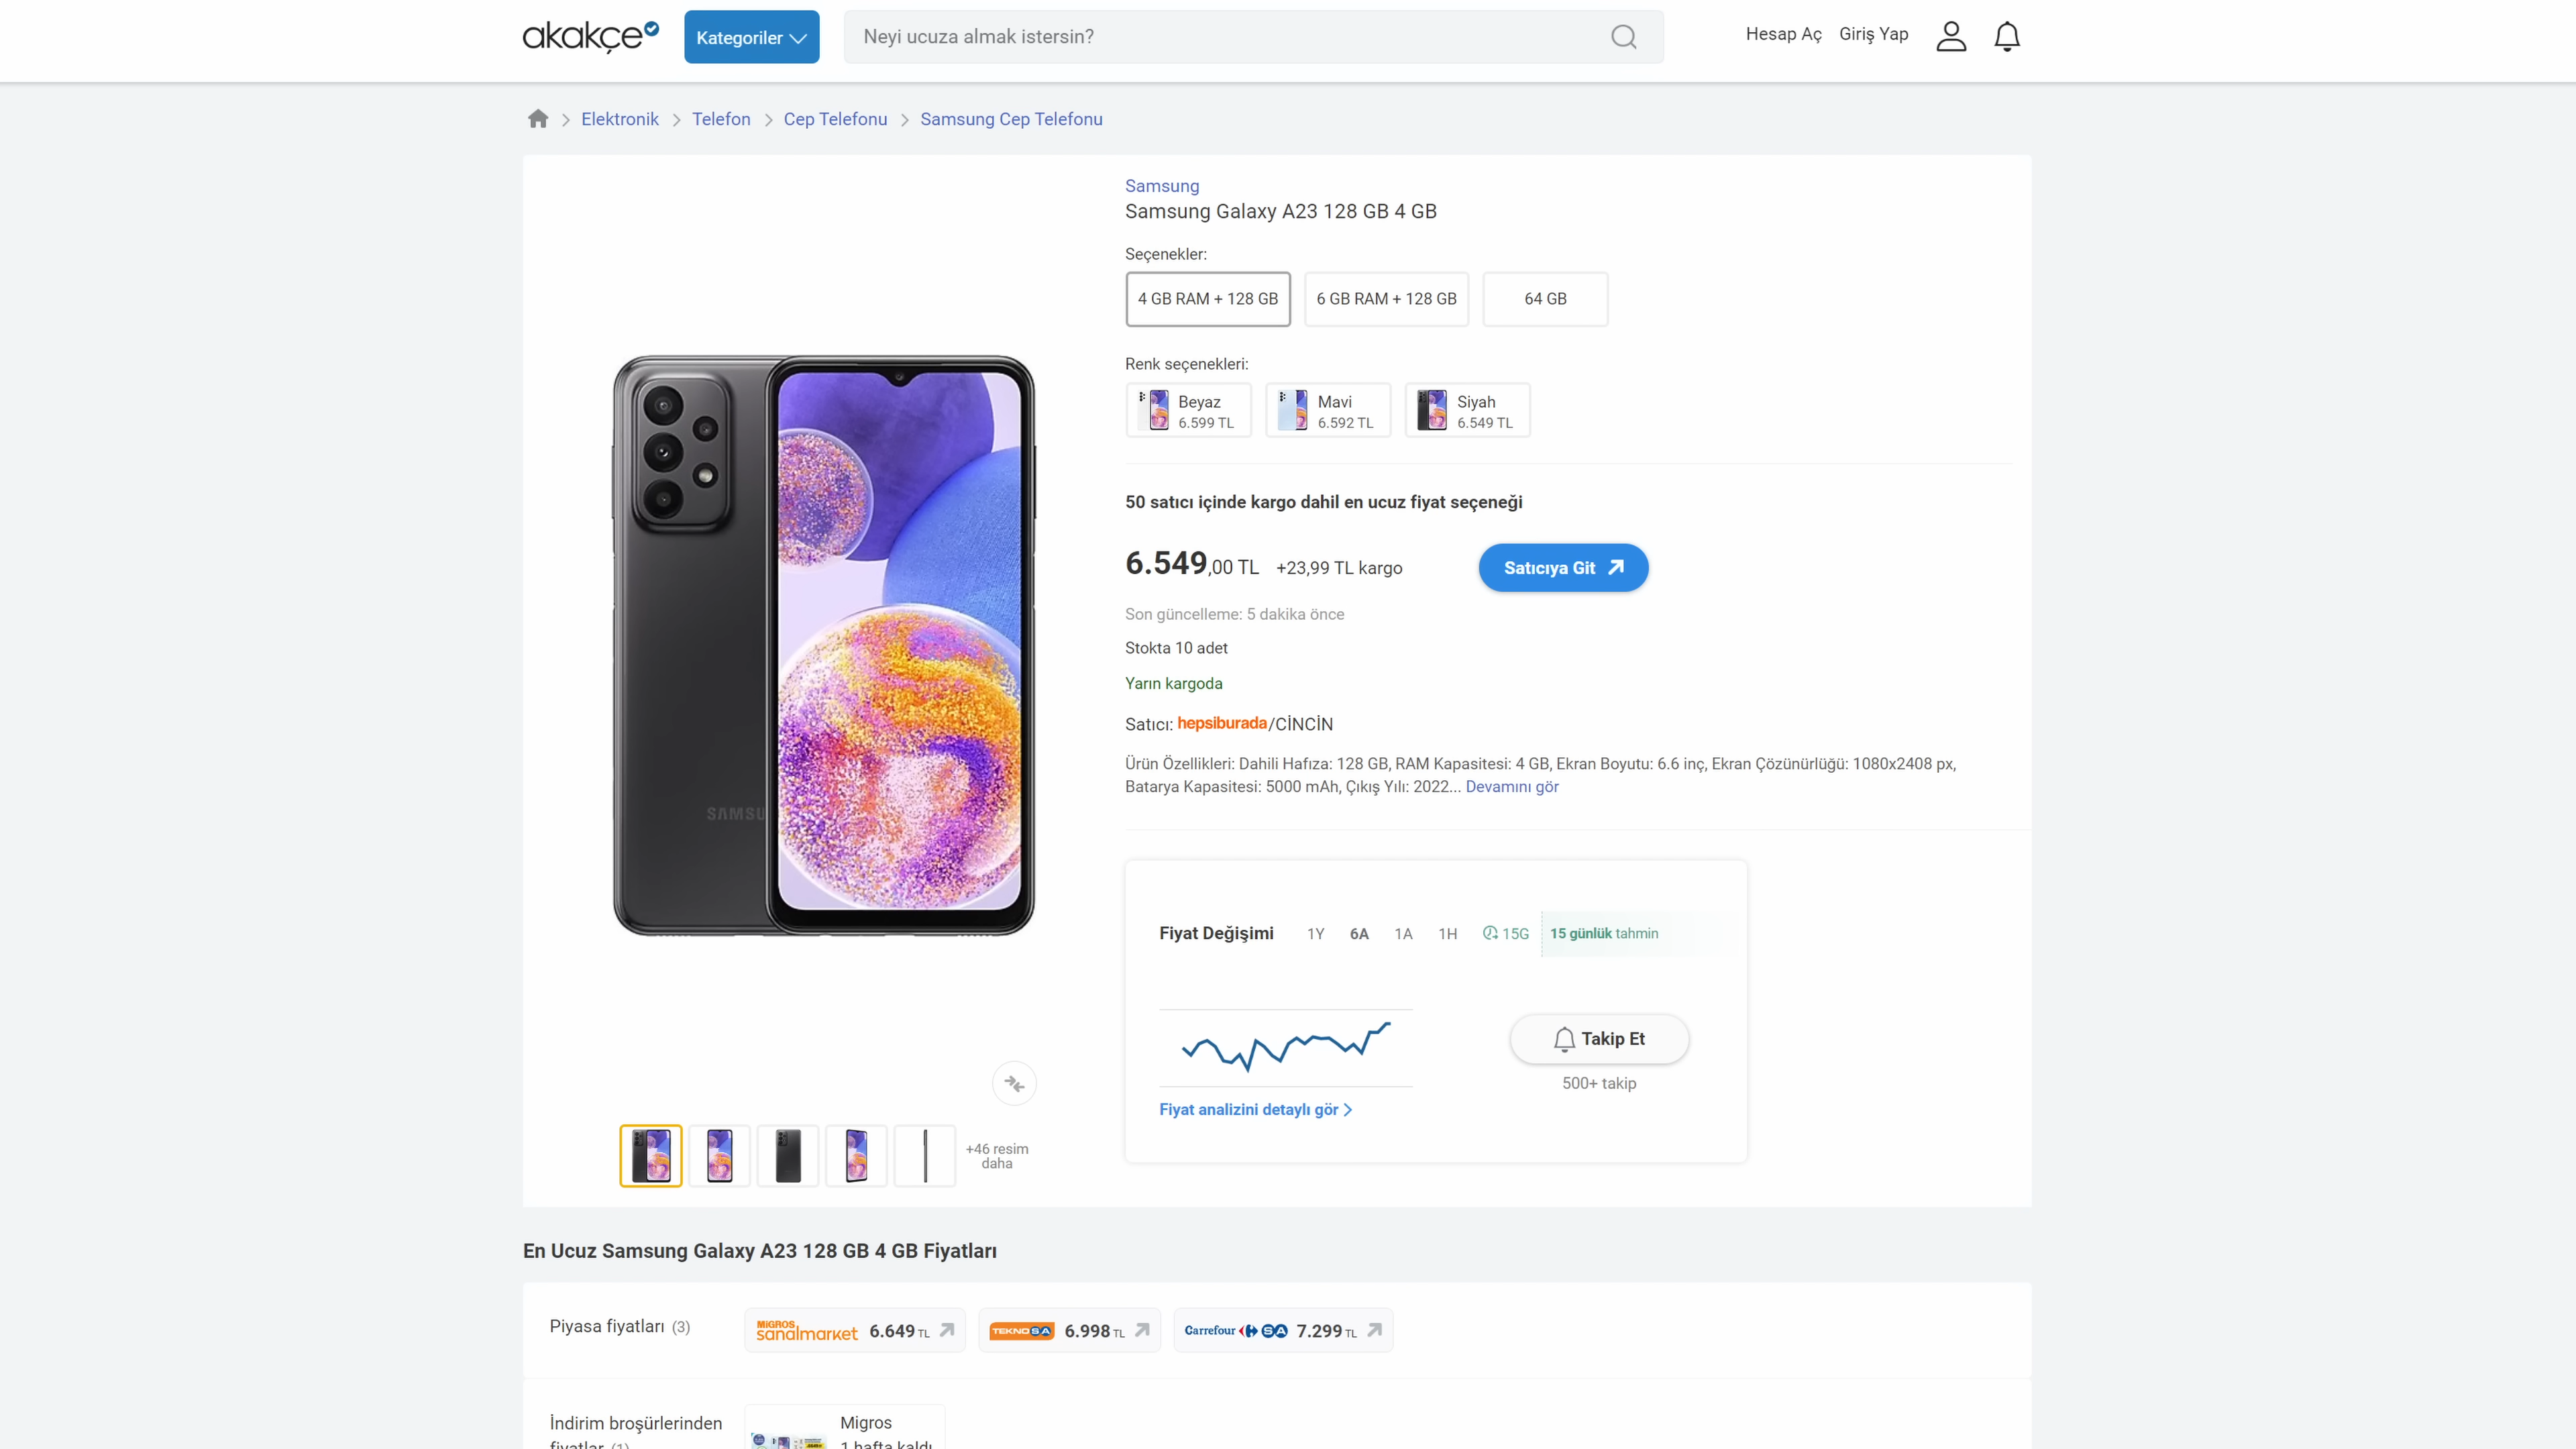 akakçe
Kategoriler
Neyi ucuza almak istersin?
Hesap Aç
Giriş Yap
Elektronik
Telefon
Cep Telefonu
Samsung Cep Telefonu
Samsung
Samsung Galaxy A23 128 GB 4 GB
Seçenekler:
4 GB RAM + 128 GB
6 GB RAM + 128 GB
64 GB
Renk seçenekleri:
Beyaz
6.599 TL
Mavi
6.592 TL
Siyah
6.549 TL
50 satıcı içinde kargo dahil en ucuz fiyat seçeneği
6.549,00 TL +23,99 TL kargo
Satıcıya Git
Son güncelleme: 5 dakika önce
Stokta 10 adet
Yarın kargoda
Satıcı: hepsiburada/CİNCİN
Ürün Özellikleri: Dahili Hafıza: 128 GB, RAM Kapasitesi: 4 GB, Ekran Boyutu: 6.6 inç, Ekran Çözünürlüğü: 1080x2408 px,
Batarya Kapasitesi: 5000 mAh, Çıkış Yılı: 2022... Devamını gör
SAMSU
Fiyat Değişimi
1Y
6A
1A
1H
15G
15 günlük tahmin
Takip Et
500+ takip
Fiyat analizini detaylı gör
+46 resim
daha
En Ucuz Samsung Galaxy A23 128 GB 4 GB Fiyatları
Piyasa fiyatları (3)
MİGROS
sanalmarket
6.649 TL
TEKNOSA
6.998 TL
Carrefour SA
7.299 TL
İndirim broşürlerinden
fiyatlar (1)
Migros
1 hafta kaldı